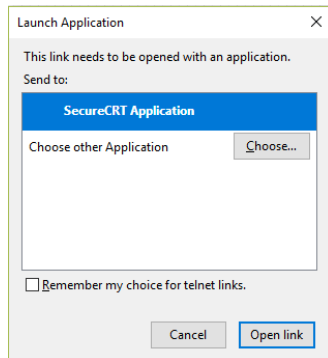 Launch Application
This link needs to be opened with an application.
Send to:
SecureCRT Application
Choose other Application
Choose...
Remember my choice for telnet links.
Cancel
Open link